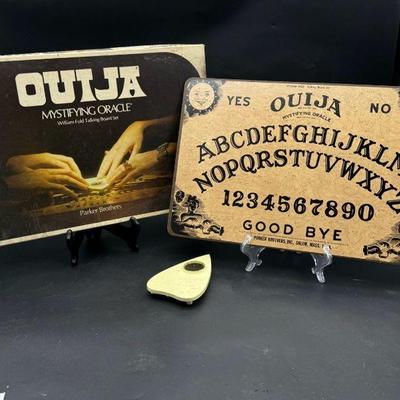 OUIJA
MYSTIFYING ORACLE
William Fuld Talking Board Set
Parker Brothers
YES
OUIJA
NO
MYSTIFYING ORACLE
ABCDEFGHIJKLM
NOPQRSTUVWXYZ
1234567890
GOOD BYE
PARKER BROTHERS INC. SALEM, MASS.